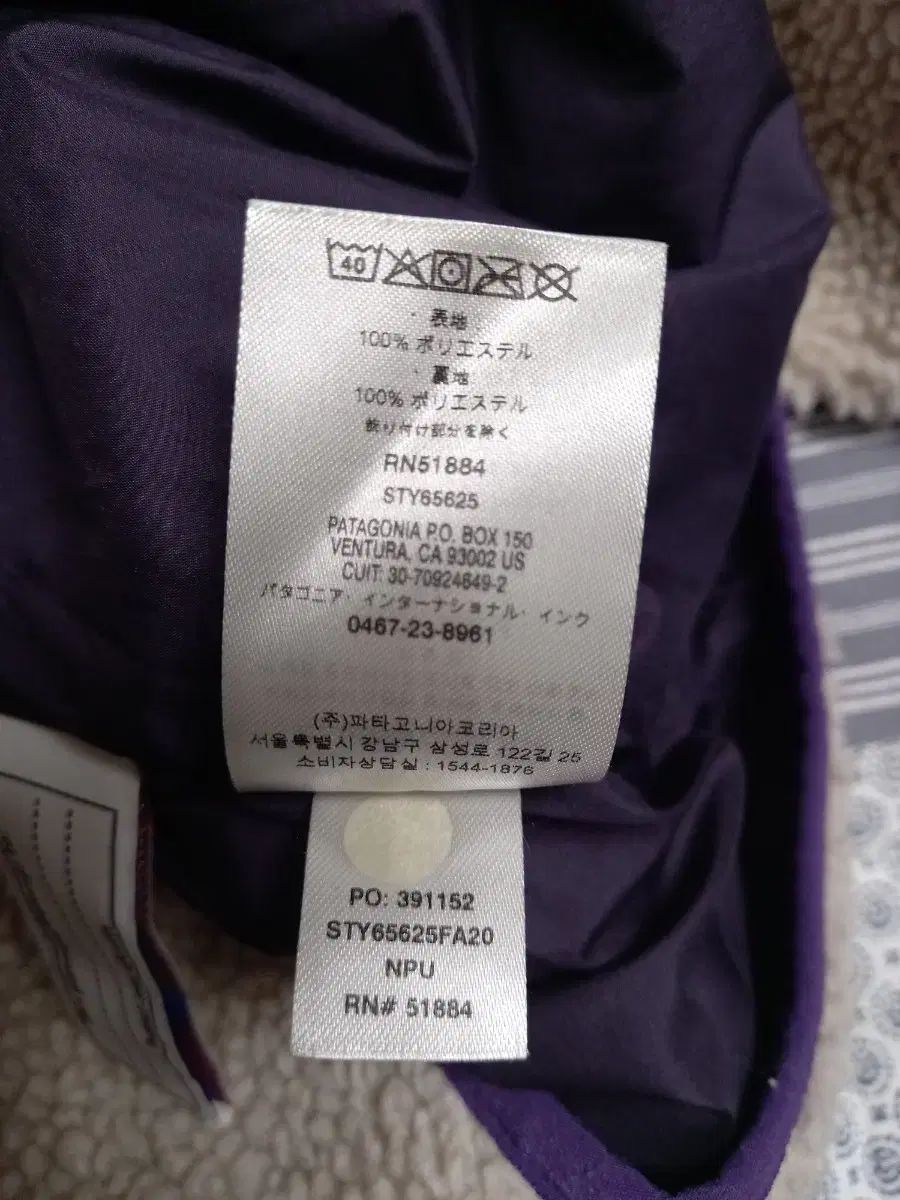 40
・表地
100% ポリエステル
・裏地
100% ポリエステル
飾り付け部分を除く
RN51884
STY65625
PATAGONIA P.O. BOX 150
VENTURA, CA 93002 US
CUIT: 30-70924649-2
パタゴニア・インターナショナル・インク
0467-23-8961
(주)파타고니아코리아
서울특별시 강남구 삼성로 122길 25
소비자상담실 : 1544-1876
PO: 391152
STY65625FA20
NPU
RN# 51884